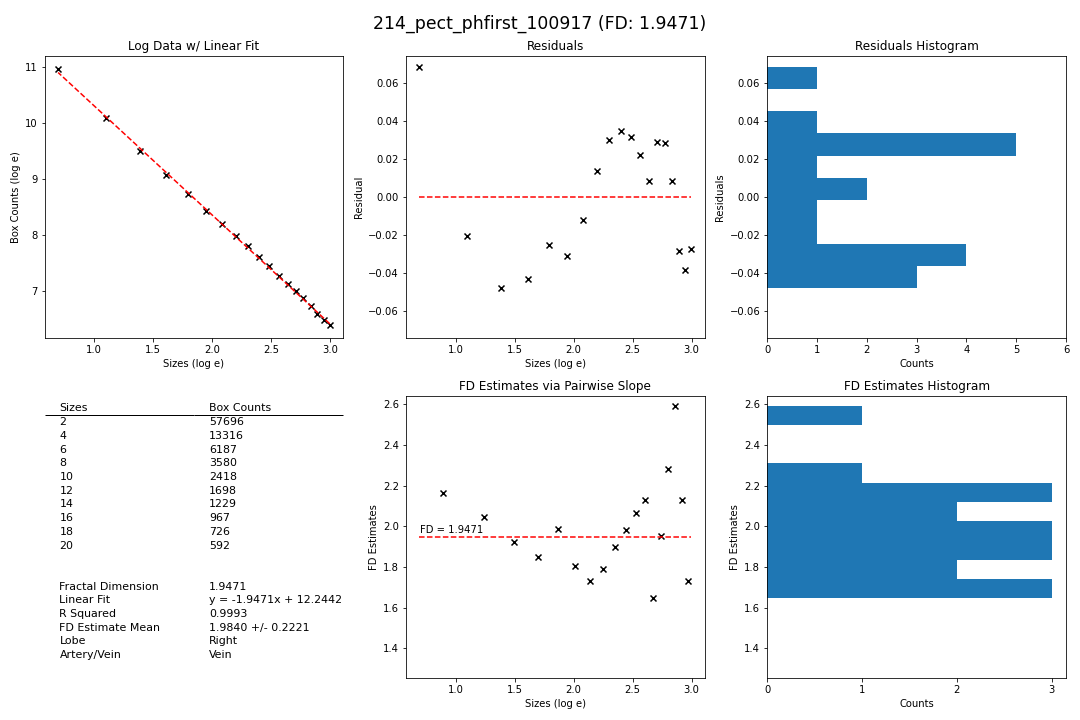 214_pect_phfirst_100917 (FD: 1.9471)
Log Data w/ Linear Fit
11
10
9
8
7
Box Counts (log e)
1.0 1.5 2.0 2.5 3.0
Sizes (log e)
Residuals
0.06
0.04
0.02
0.00
−0.02
−0.04
−0.06
Residual
1.0 1.5 2.0 2.5 3.0
Sizes (log e)
Residuals Histogram
0.06
0.04
0.02
0.00
−0.02
−0.04
−0.06
Residuals
0 1 2 3 4 5 6
Counts
Sizes Box Counts
2 57696
4 13316
6 6187
8 3580
10 2418
12 1698
14 1229
16 967
18 726
20 592
Fractal Dimension 1.9471
Linear Fit y = -1.9471x + 12.2442
R Squared 0.9993
FD Estimate Mean 1.9840 +/- 0.2221
Lobe Right
Artery/Vein Vein
FD Estimates via Pairwise Slope
2.6
2.4
2.2
2.0
1.8
1.6
1.4
FD Estimates
FD = 1.9471
1.0 1.5 2.0 2.5 3.0
Sizes (log e)
FD Estimates Histogram
2.6
2.4
2.2
2.0
1.8
1.6
1.4
FD Estimates
0 1 2 3
Counts